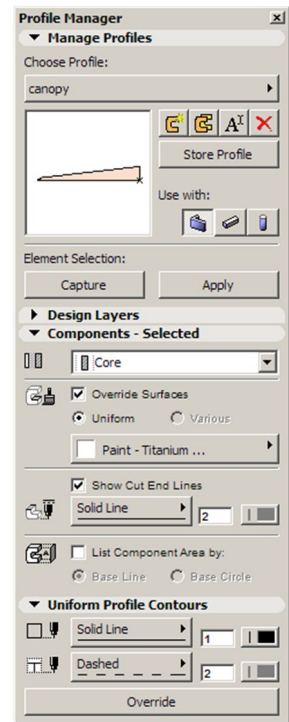 Profile Manager
Manage Profiles
Choose Profile:
canopy
Store Profile
Use with:
Element Selection:
Capture Apply
Design Layers
Components - Selected
Core
Override Surfaces
Uniform Various
Paint - Titanium ...
Show Cut End Lines
Solid Line 2
List Component Area by:
Base Line Base Circle
Uniform Profile Contours
Solid Line 1
Dashed 2
Override